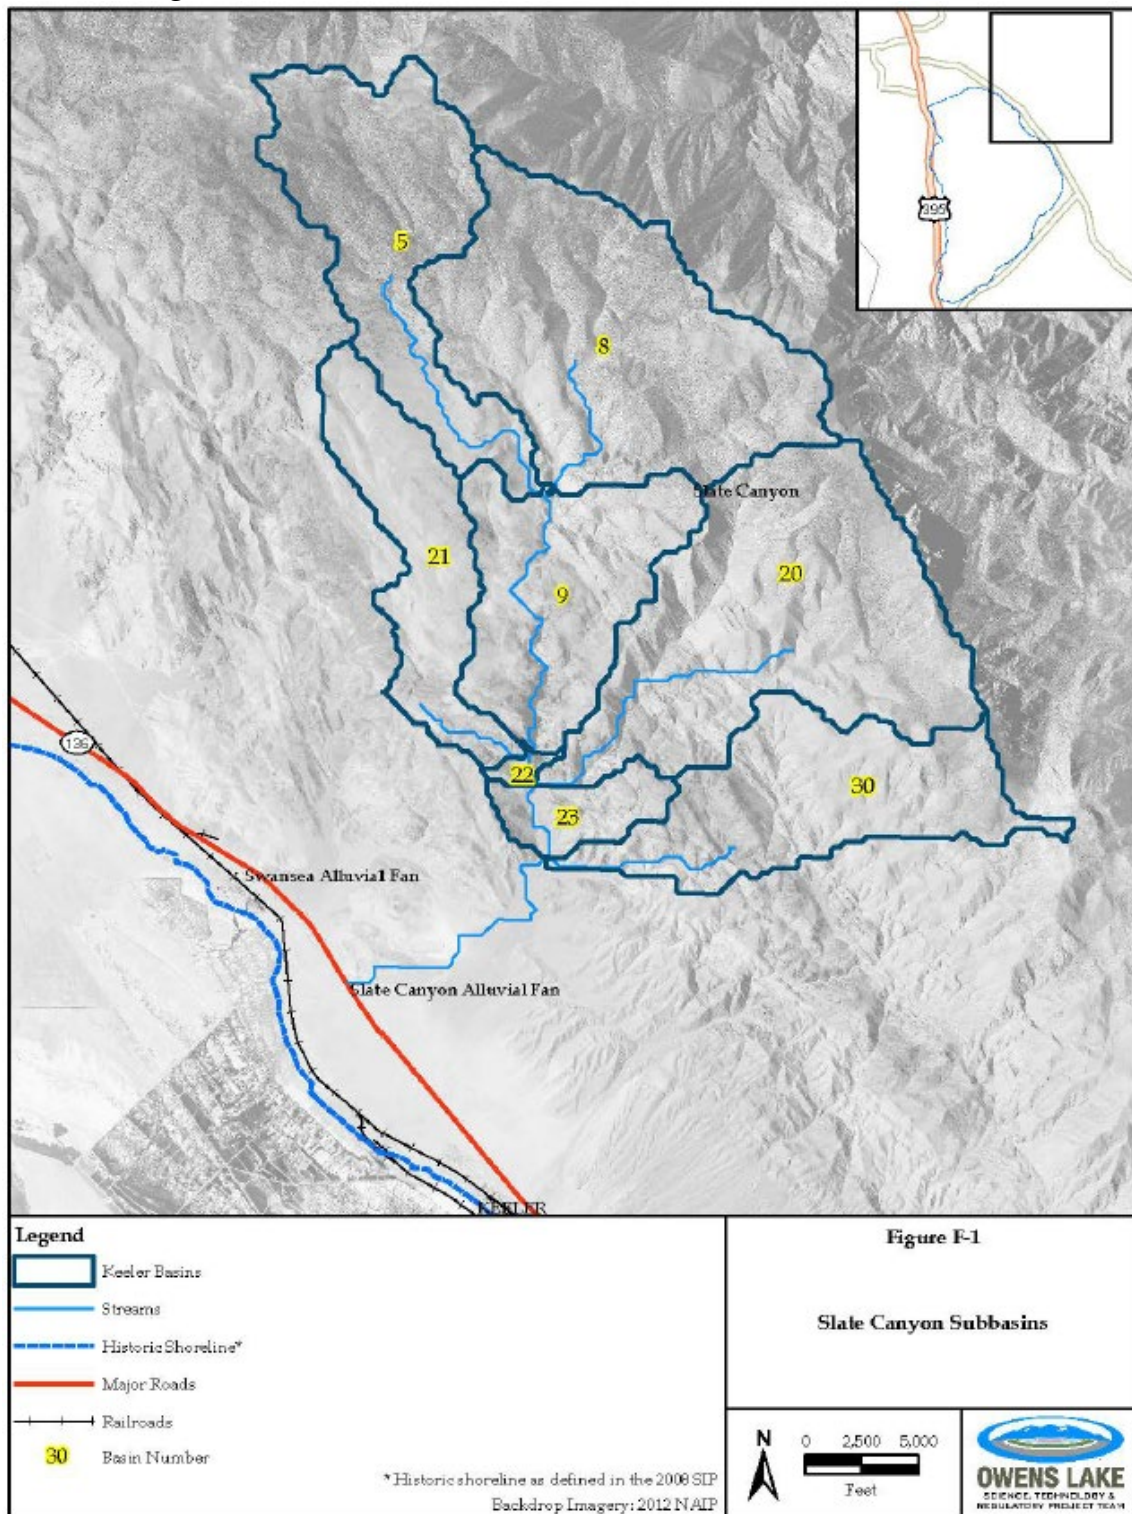 395
5
8
Slate Canyon
21
9
20
136
22
30
23
Swansea Alluvial Fan
Slate Canyon Alluvial Fan
KEELER
Legend
Keeler Basins
Streams
Historic Shoreline*
Major Roads
Railroads
30 Basin Number
* Historic shoreline as defined in the 2008 SIP
Backdrop Imagery: 2012 NAIP
Figure F-1
Slate Canyon Subbasins
N
0 2,500 5,000
Feet
OWENS LAKE
SCIENCE, TECHNOLOGY &
REGULATORY PROJECT TEAM